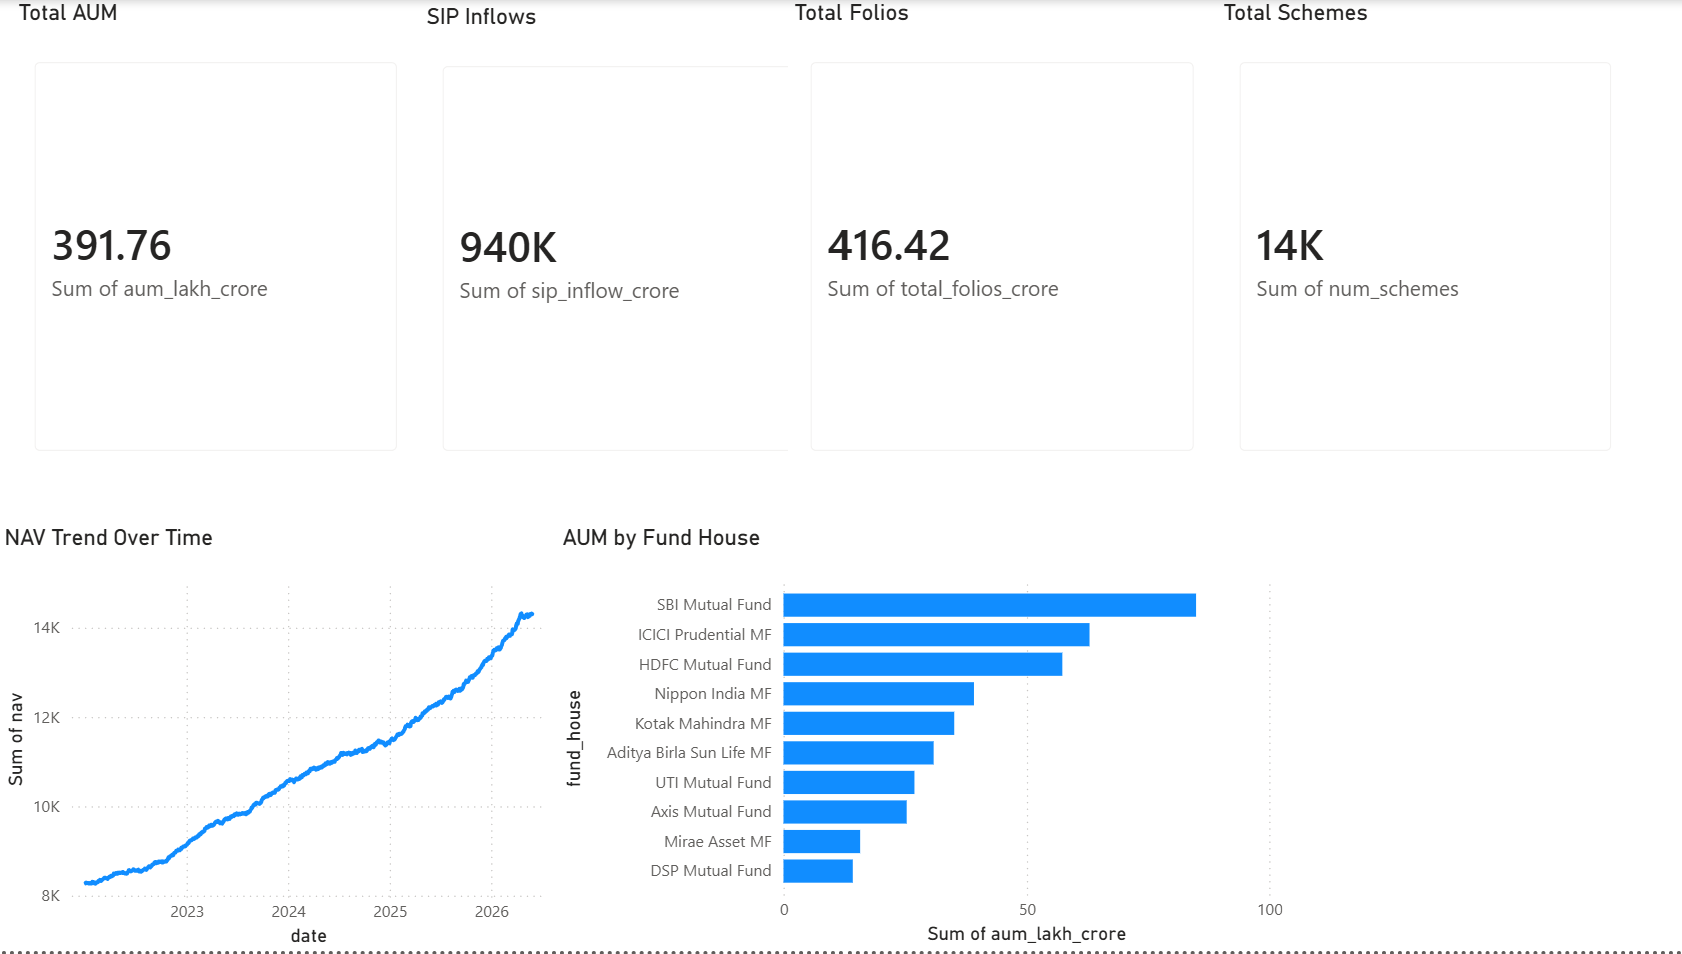 Total AUM
SIP Inflows
Total Folios
Total Schemes
391.76
Sum of aum_lakh_crore
940K
Sum of sip_inflow_crore
416.42
Sum of total_folios_crore
14K
Sum of num_schemes
NAV Trend Over Time
14K
12K
10K
8K
Sum of nav
2023
2024
2025
2026
date
AUM by Fund House
fund_house
SBI Mutual Fund
ICICI Prudential MF
HDFC Mutual Fund
Nippon India MF
Kotak Mahindra MF
Aditya Birla Sun Life MF
UTI Mutual Fund
Axis Mutual Fund
Mirae Asset MF
DSP Mutual Fund
0
50
100
Sum of aum_lakh_crore